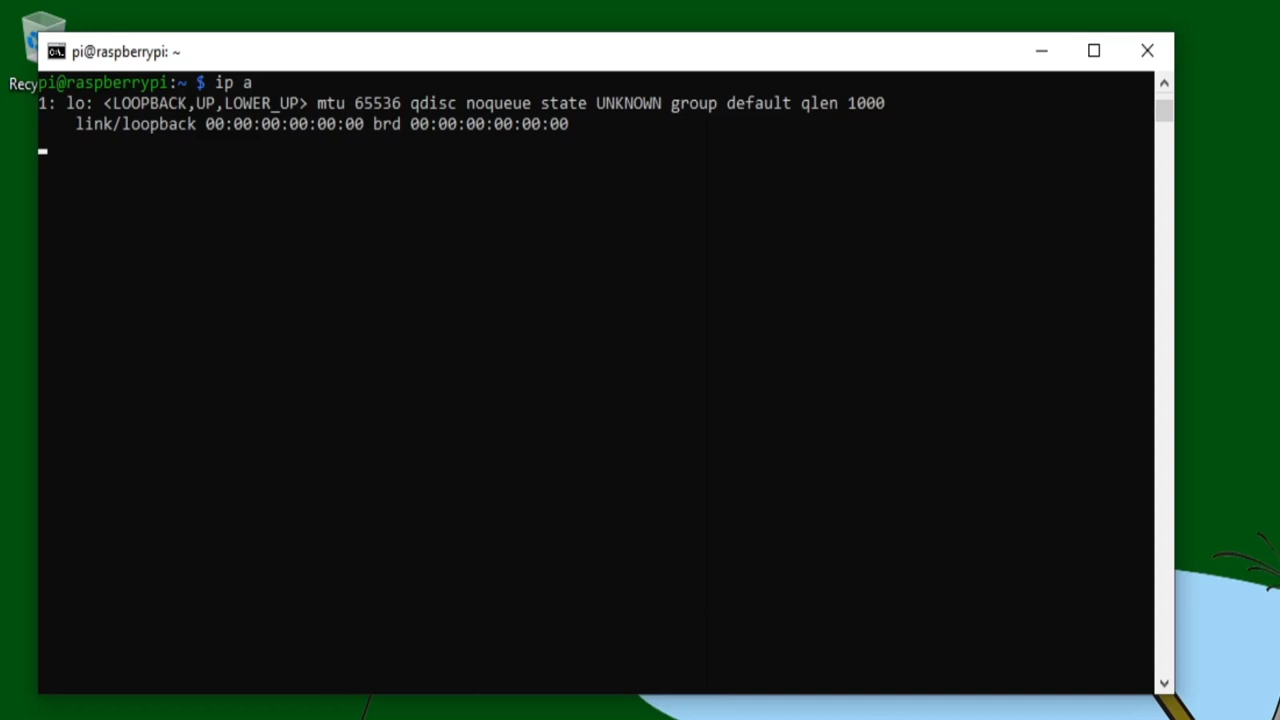 pi@raspberrypi: ~
Recy
pi@raspberrypi:~ $ ip a
1: lo: <LOOPBACK,UP,LOWER_UP> mtu 65536 qdisc noqueue state UNKNOWN group default qlen 1000
link/loopback 00:00:00:00:00:00 brd 00:00:00:00:00:00